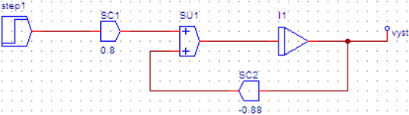 step1
SC1
0.8
SU1
+
+
I1
vyst
SC2
-0.88